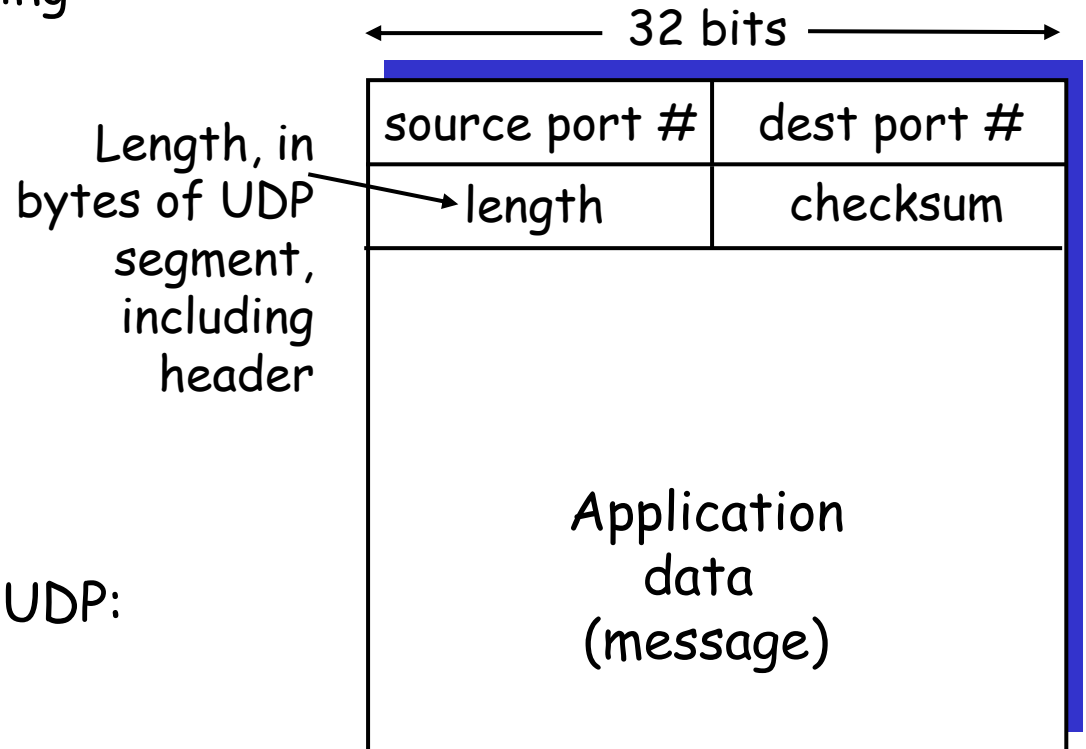 32 bits
source port #
dest port #
Length, in
bytes of UDP
segment,
including
header
length
checksum
Application
data
(message)
UDP: